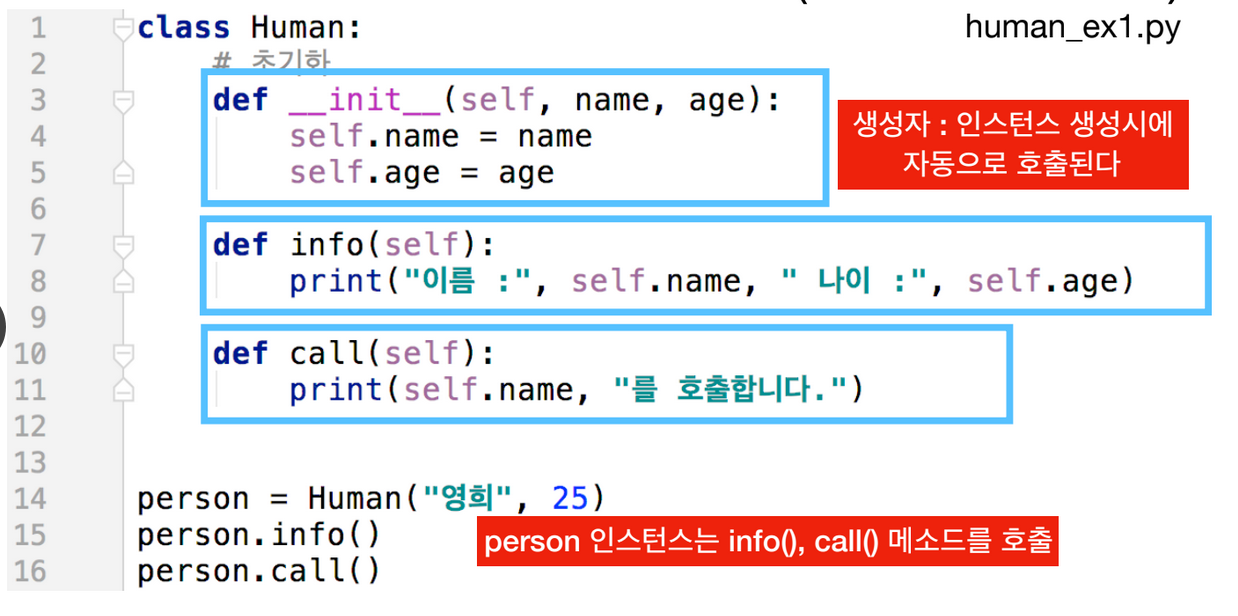 human_ex1.py
1 class Human:
2 # 초기화
3 def __init__(self, name, age):
4 self.name = name
5 self.age = age
생성자 : 인스턴스 생성시에
자동으로 호출된다
6
7 def info(self):
8 print("이름 :", self.name, " 나이 :", self.age)
9
10 def call(self):
11 print(self.name, "를 호출합니다.")
12
13
14 person = Human("영희", 25)
15 person.info()
person 인스턴스는 info(), call() 메소드를 호출
16 person.call()